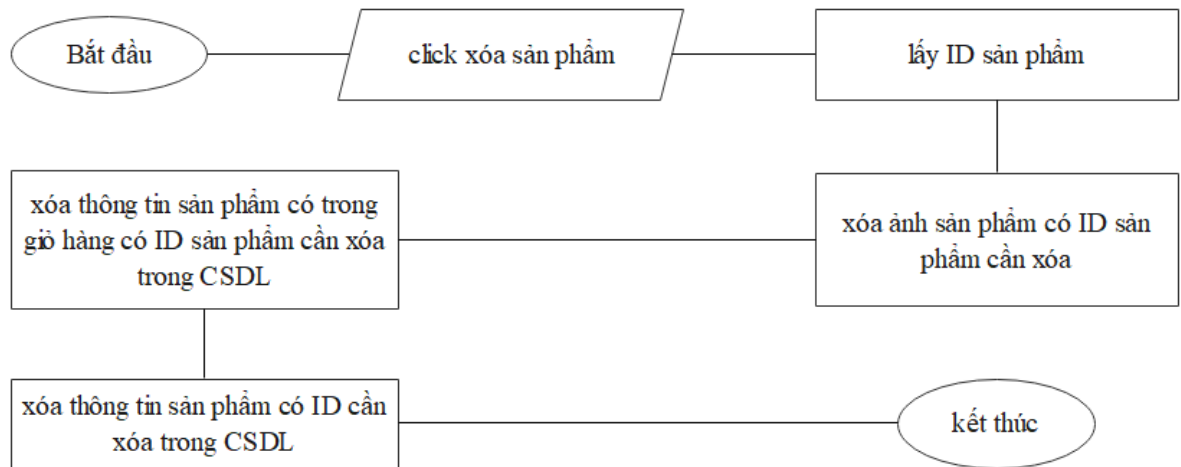 Bắt đầu
click xóa sản phẩm
lấy ID sản phẩm
xóa ảnh sản phẩm có ID sản
phẩm cần xóa
xóa thông tin sản phẩm có trong
giỏ hàng có ID sản phẩm cần xóa
trong CSDL
xóa thông tin sản phẩm có ID cần
xóa trong CSDL
kết thúc